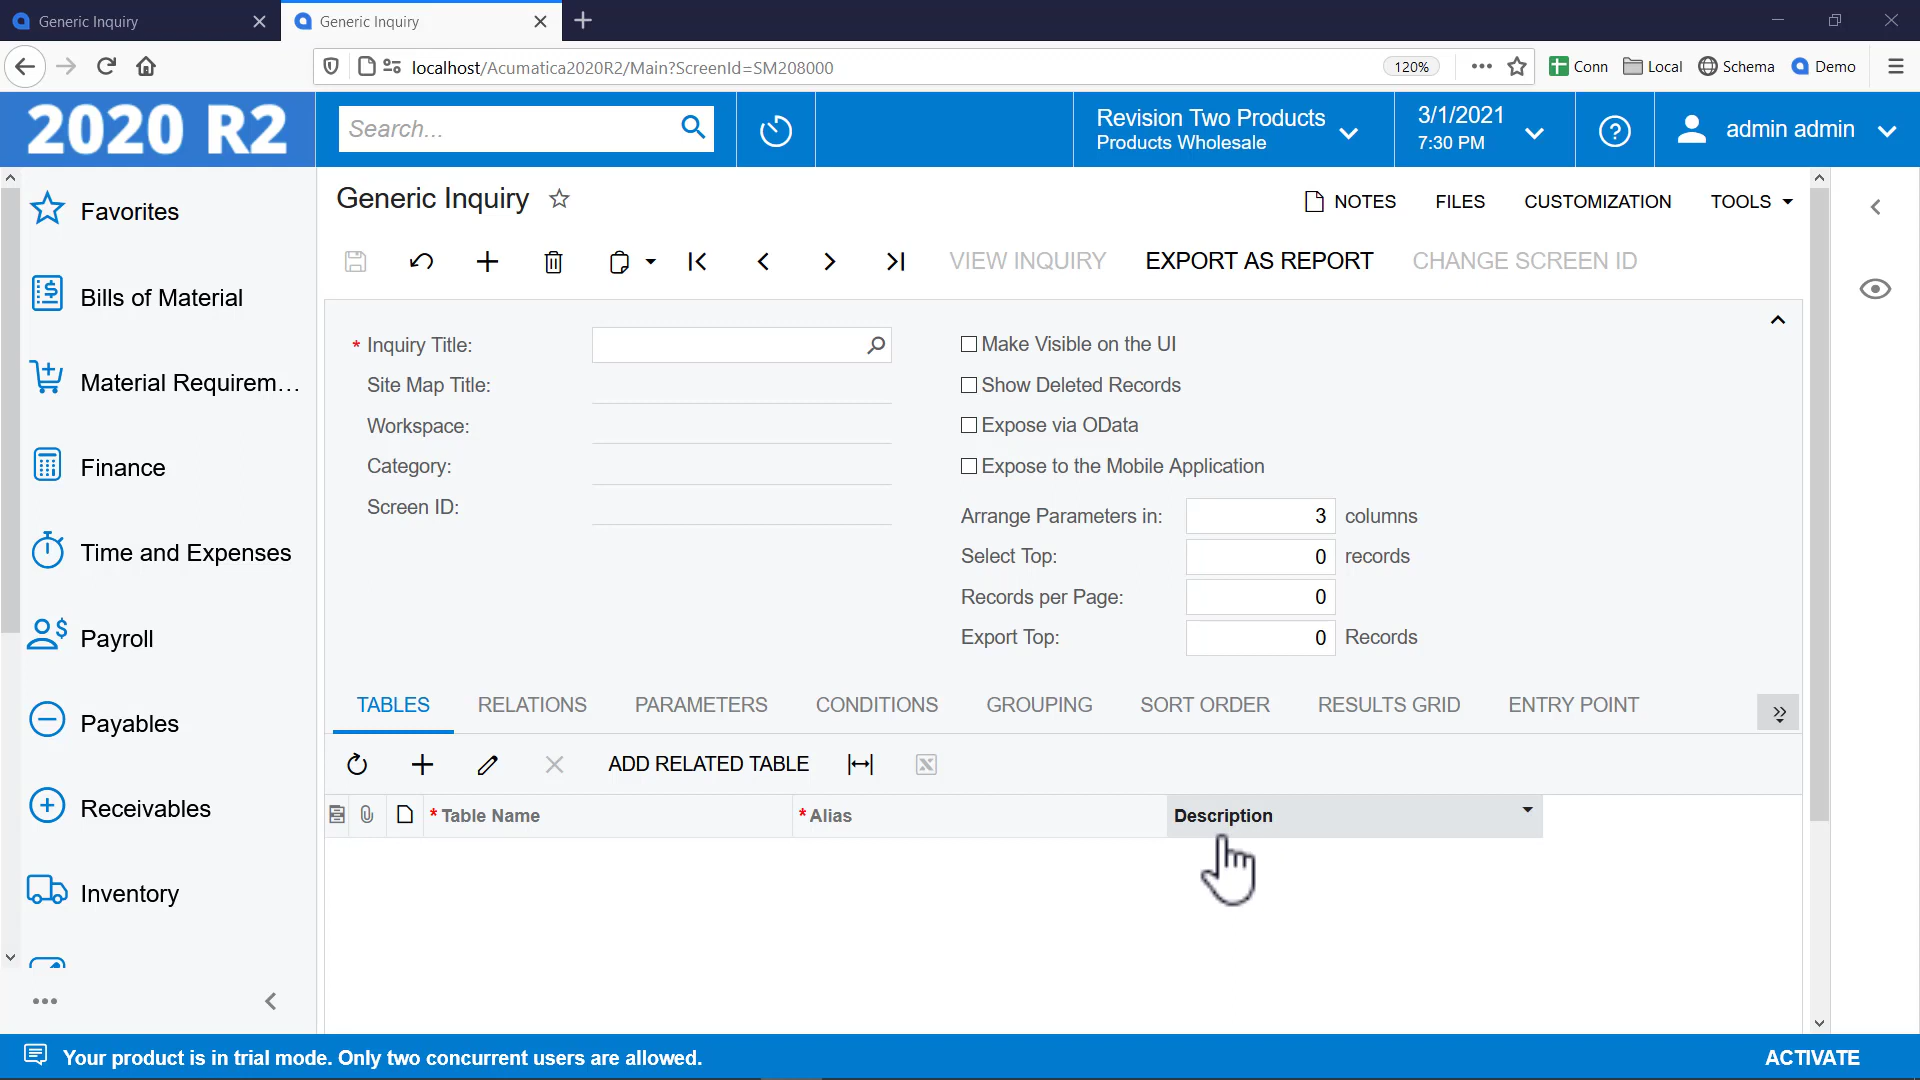 Generic Inquiry
Generic Inquiry
localhost/Acumatica2020R2/Main?ScreenId=SM208000
120%
Conn
Local
Schema
Demo
2020 R2
Search...
Revision Two Products
Products Wholesale
3/1/2021
7:30 PM
admin admin
Favorites
Bills of Material
Material Requirem...
Finance
Time and Expenses
Payroll
Payables
Receivables
Inventory
Generic Inquiry
NOTES
FILES
CUSTOMIZATION
TOOLS
VIEW INQUIRY
EXPORT AS REPORT
CHANGE SCREEN ID
* Inquiry Title:
Site Map Title:
Workspace:
Category:
Screen ID:
Make Visible on the UI
Show Deleted Records
Expose via OData
Expose to the Mobile Application
Arrange Parameters in: 3 columns
Select Top: 0 records
Records per Page: 0
Export Top: 0 Records
TABLES
RELATIONS
PARAMETERS
CONDITIONS
GROUPING
SORT ORDER
RESULTS GRID
ENTRY POINT
ADD RELATED TABLE
* Table Name
* Alias
Description
Your product is in trial mode. Only two concurrent users are allowed.
ACTIVATE